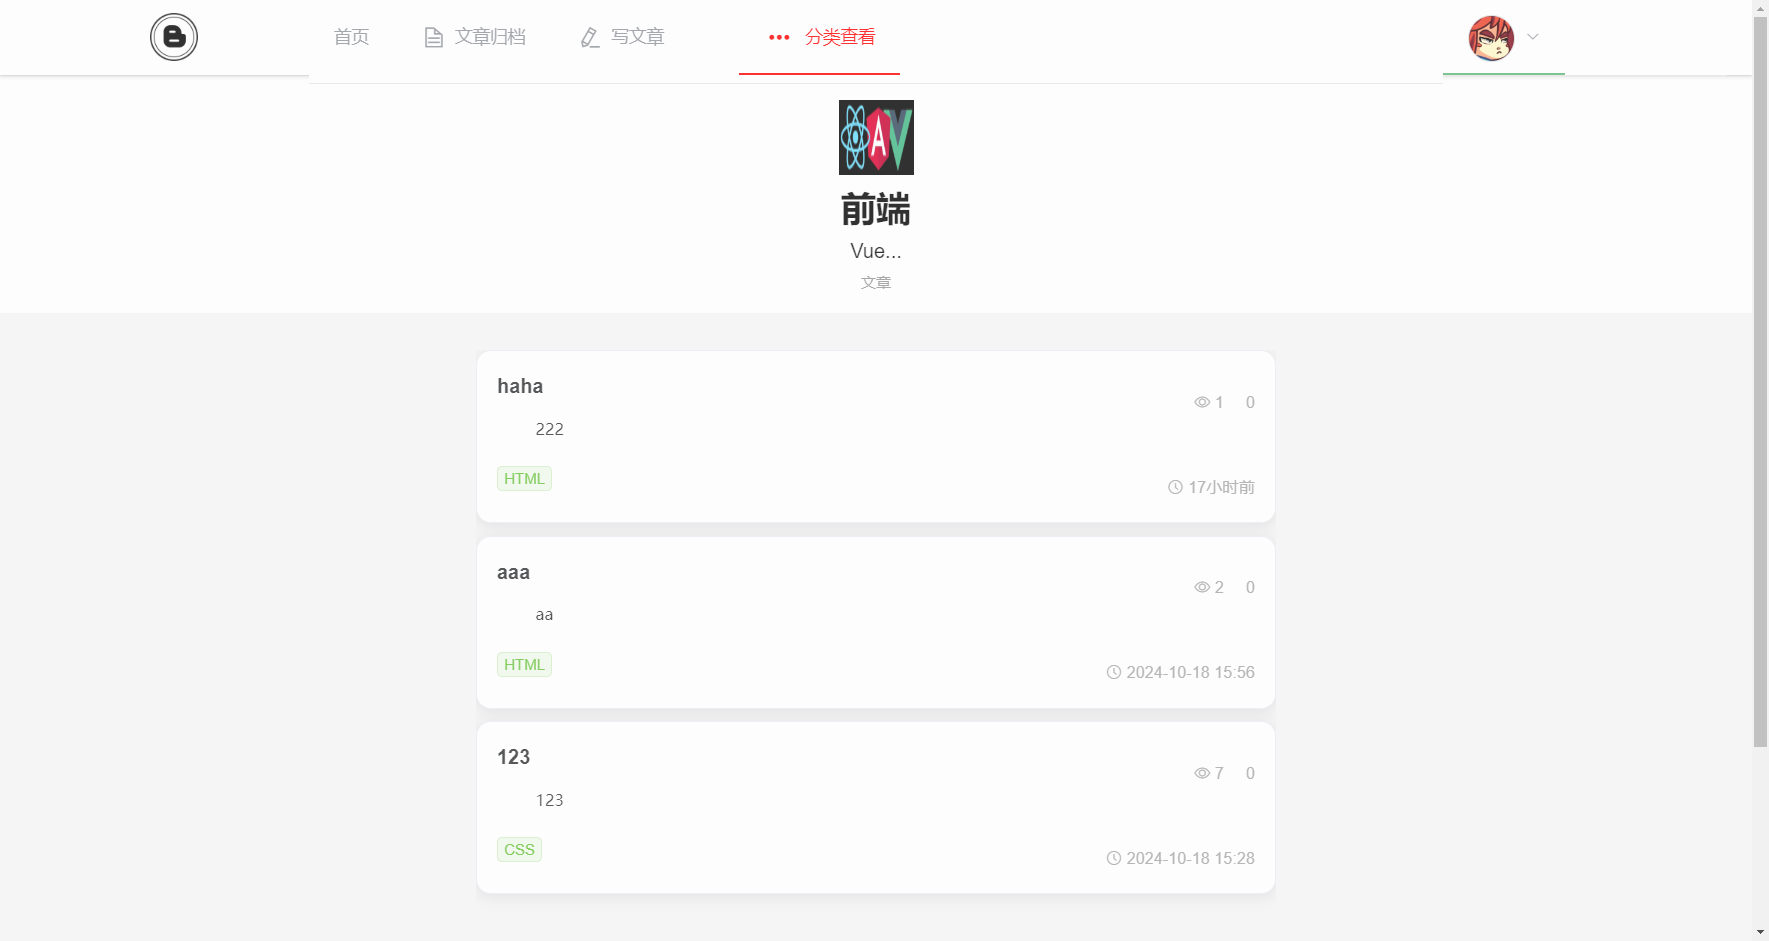 B
首页
文章归档
写文章
分类查看
A
前端
Vue...
文章
haha
1 0
222
HTML
17小时前
aaa
2 0
aa
HTML
2024-10-18 15:56
123
7 0
123
CSS
2024-10-18 15:28